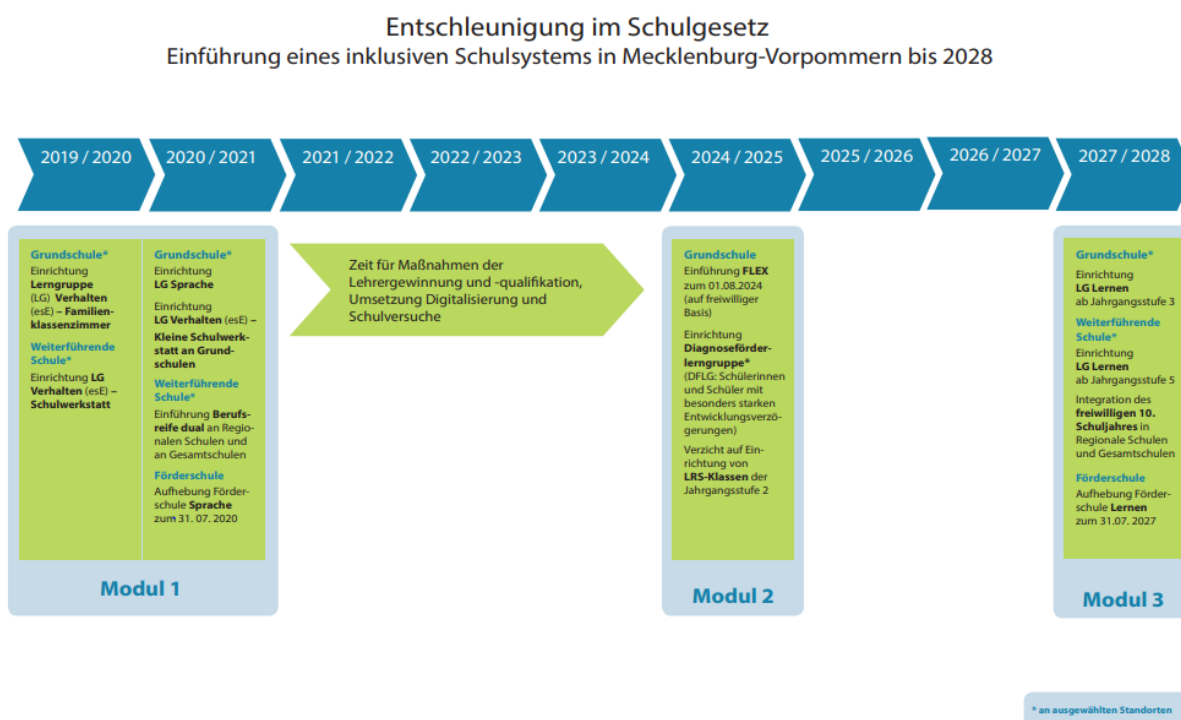 Entschleunigung im Schulgesetz
Einführung eines inklusiven Schulsystems in Mecklenburg-Vorpommern bis 2028
2019 / 2020
2020 / 2021
2021 / 2022
2022 / 2023
2023 / 2024
2024 / 2025
2025 / 2026
2026 / 2027
2027 / 2028
Grundschule*
Einrichtung
Lerngruppe
(LG) Verhalten
(esE) – Familien-
klassenzimmer
Weiterführende
Schule*
Einrichtung LG
Verhalten (esE) –
Schulwerkstatt
Grundschule*
Einrichtung
LG Sprache
Einrichtung
LG Verhalten (esE) –
Kleine Schulwerk-
statt an Grund-
schulen
Weiterführende
Schule*
Einführung Berufs-
reife dual an Regio-
nalen Schulen und
an Gesamtschulen
Förderschule
Aufhebung Förder-
schule Sprache
zum 31. 07. 2020
Modul 1
Zeit für Maßnahmen der
Lehrergewinnung und -qualifikation,
Umsetzung Digitalisierung und
Schulversuche
Grundschule
Einführung FLEX
zum 01.08.2024
(auf freiwilliger
Basis)
Einrichtung
Diagnoseförder-
lerngruppe*
(DFLG: Schülerinnen
und Schüler mit
besonders starken
Entwicklungsverzö-
gerungen)
Verzicht auf Ein-
richtung von
LRS-Klassen der
Jahrgangsstufe 2
Modul 2
Grundschule*
Einrichtung
LG Lernen
ab Jahrgangsstufe 3
Weiterführende
Schule*
Einrichtung
LG Lernen
ab Jahrgangsstufe 5
Integration des
freiwilligen 10.
Schuljahres in
Regionale Schulen
und Gesamtschulen
Förderschule
Aufhebung Förder-
schule Lernen
zum 31.07. 2027
Modul 3
* an ausgewählten Standorten